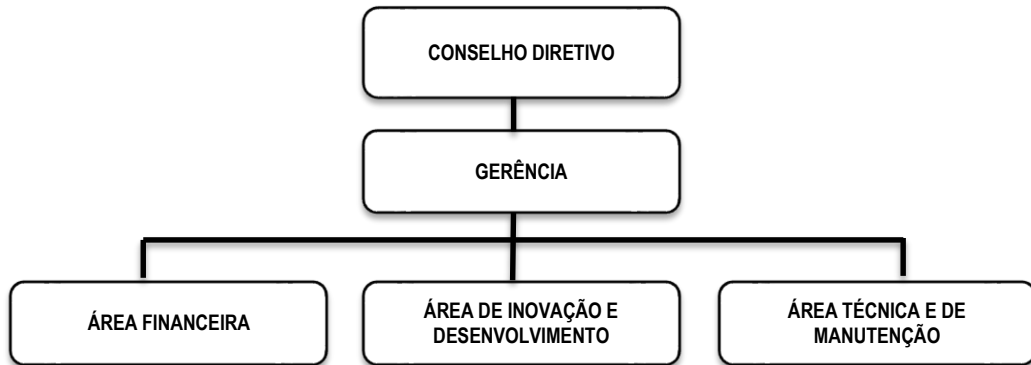 CONSELHO DIRETIVO
GERÊNCIA
ÁREA FINANCEIRA
ÁREA DE INOVAÇÃO E
DESENVOLVIMENTO
ÁREA TÉCNICA E DE
MANUTENÇÃO